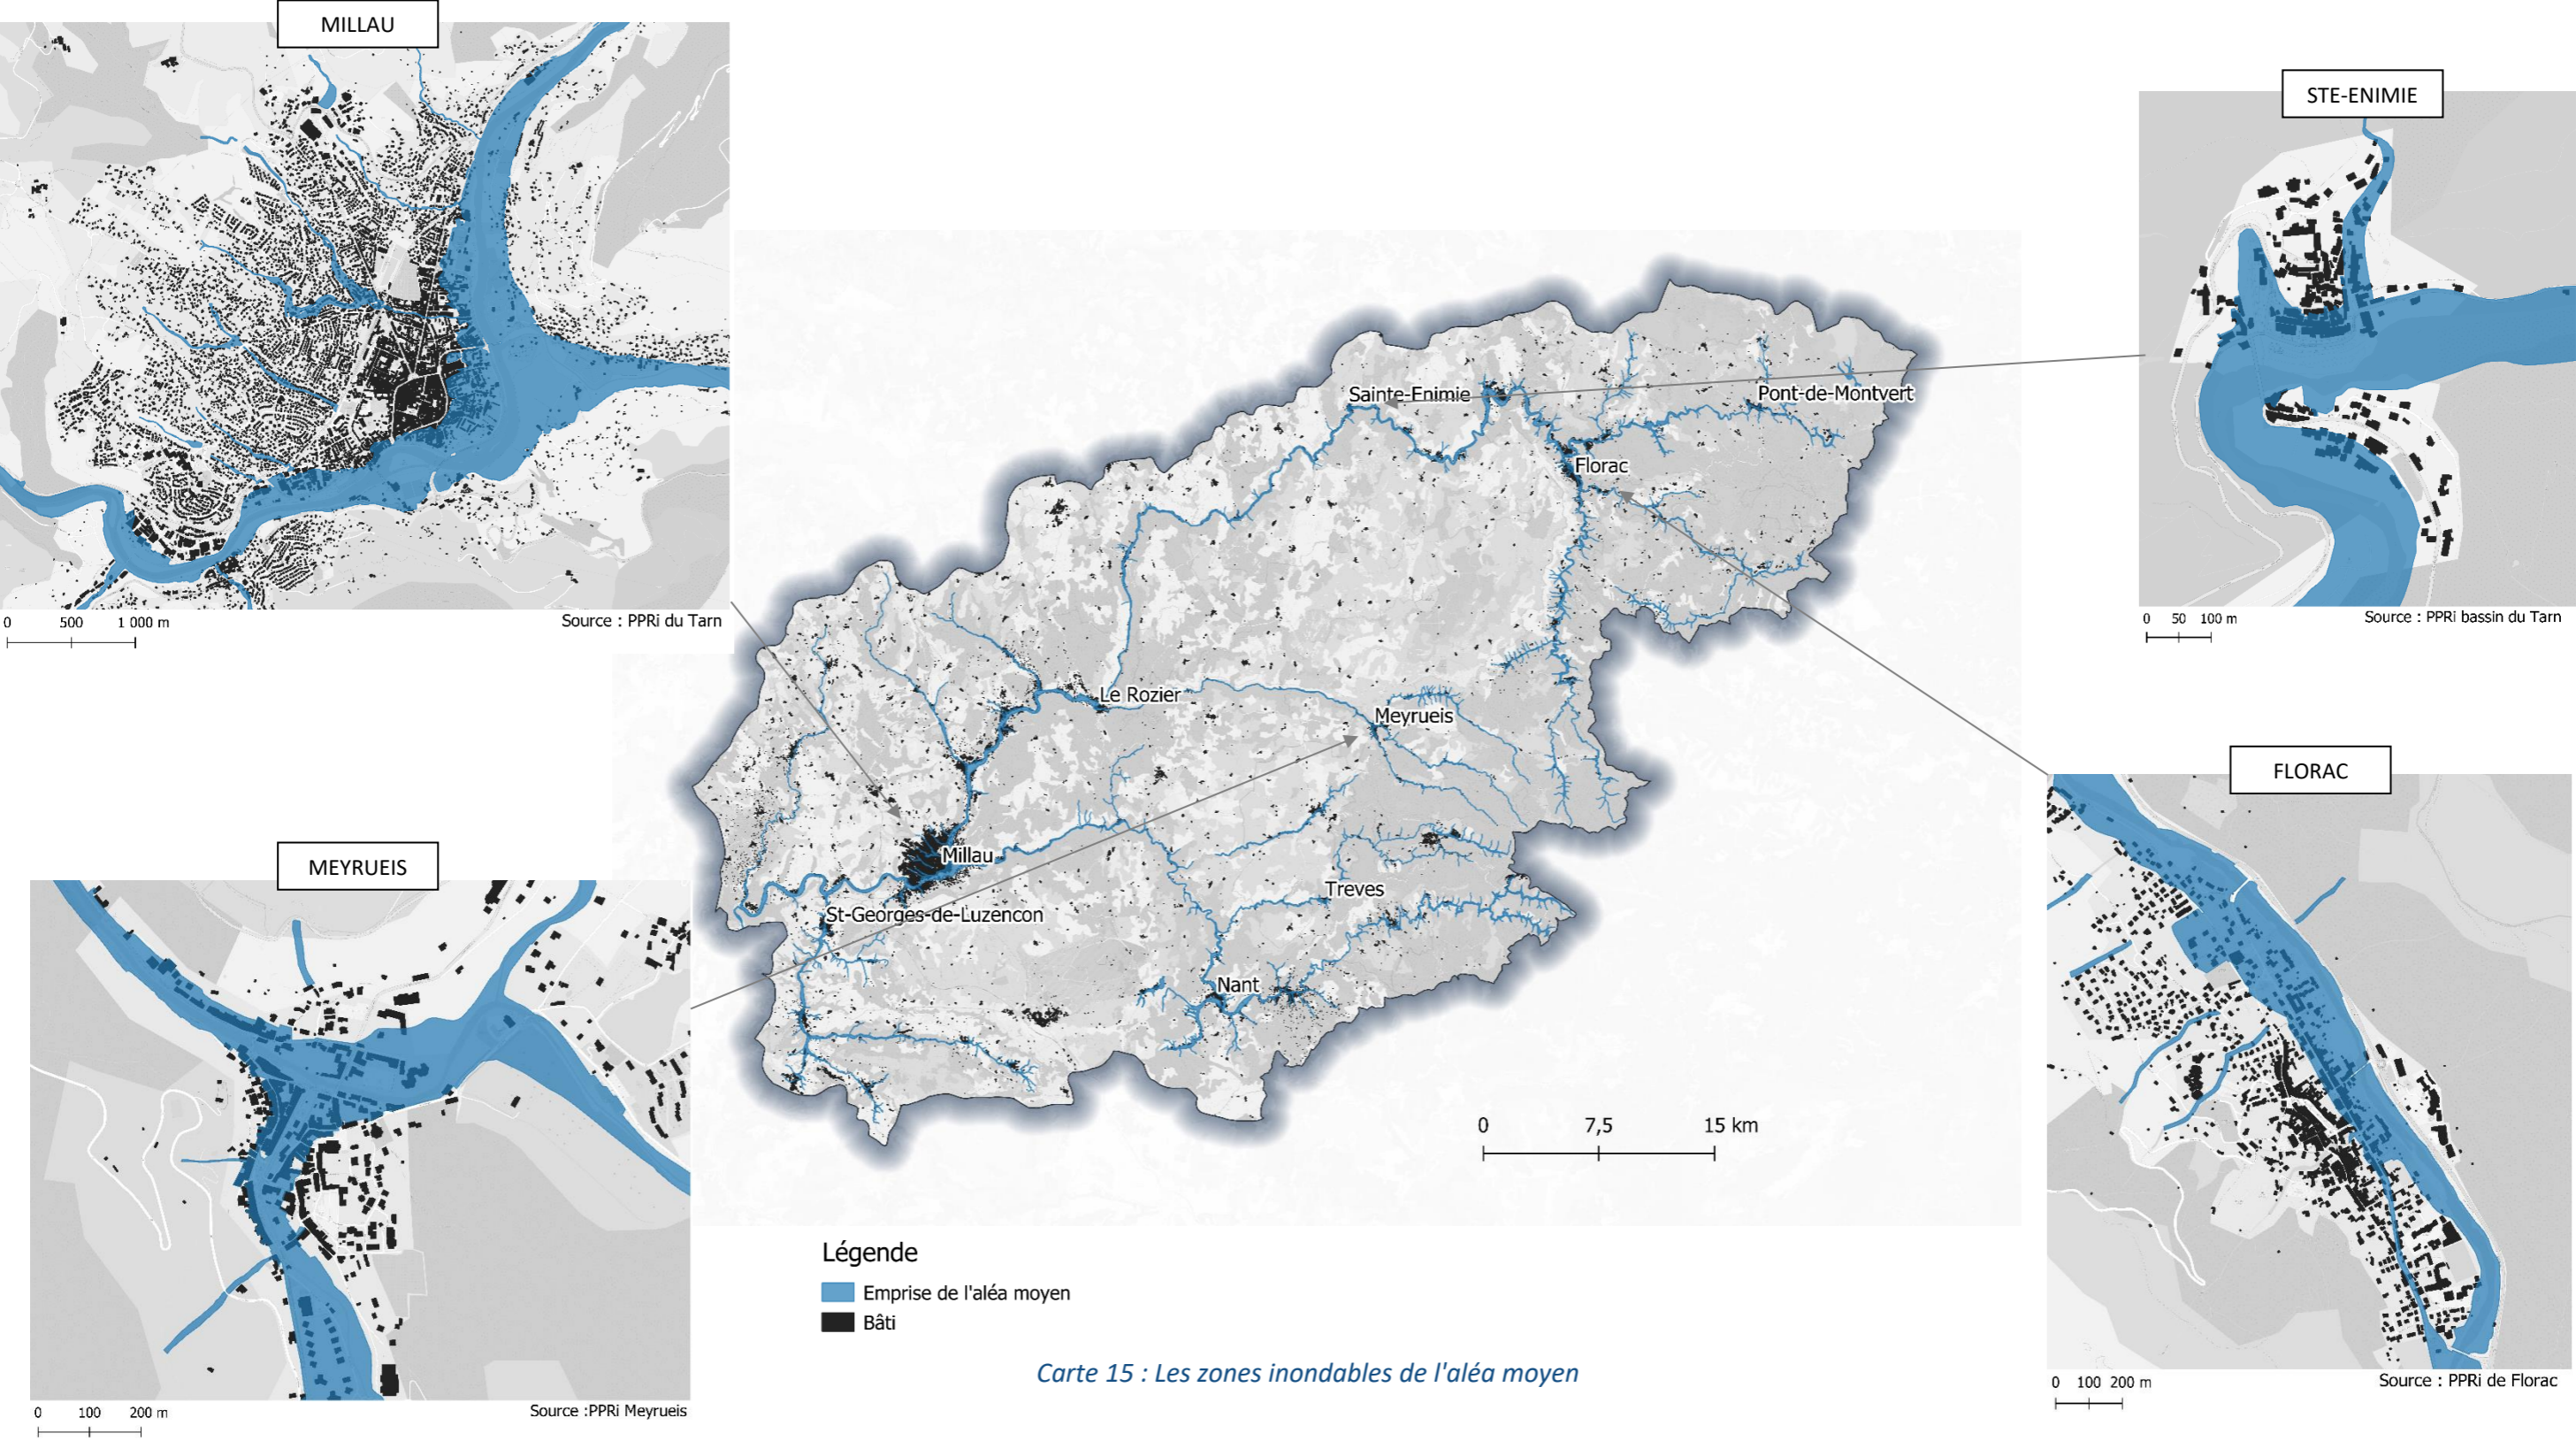 MILLAU
0 500 1 000 m
Source : PPRi du Tarn
STE-ENIMIE
0 50 100 m
Source : PPRi bassin du Tarn
Sainte-Enimie
Pont-de-Montvert
Florac
Le Rozier
Meyrueis
Millau
Treves
St-Georges-de-Luzencon
Nant
0 7,5 15 km
MEYRUEIS
0 100 200 m
Source :PPRi Meyrueis
FLORAC
0 100 200 m
Source : PPRi de Florac
Légende
Emprise de l'aléa moyen
Bâti
Carte 15 : Les zones inondables de l'aléa moyen